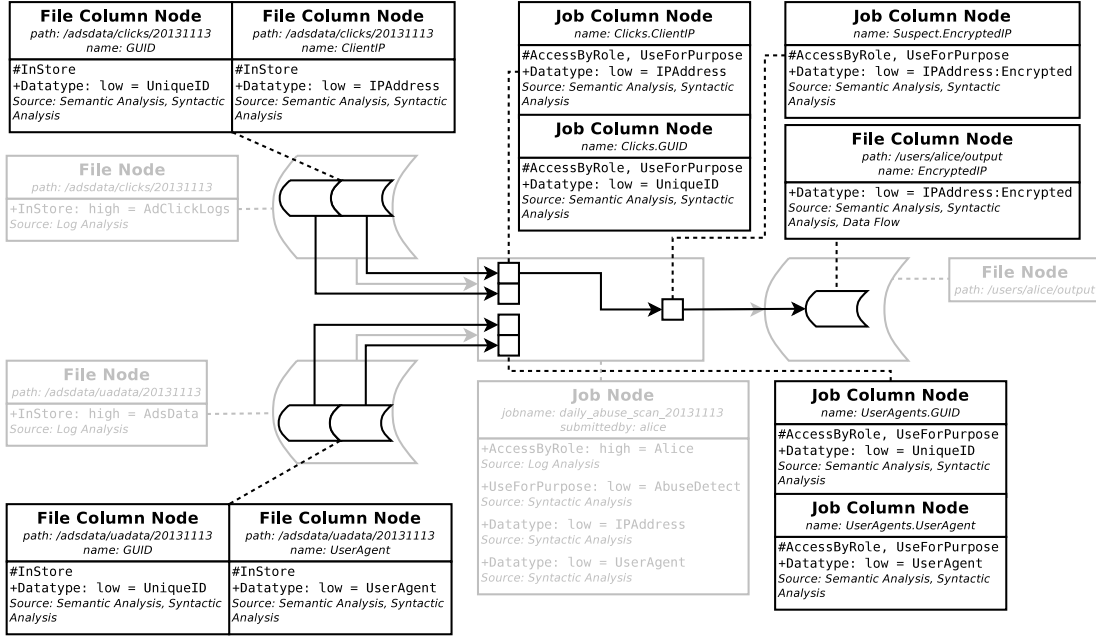 File Column Node
path: /adsdata/clicks/20131113
name: GUID
#InStore
+Datatype: low = UniqueID
Source: Semantic Analysis, Syntactic
Analysis
File Column Node
path: /adsdata/clicks/20131113
name: ClientIP
#InStore
+Datatype: low = IPAddress
Source: Semantic Analysis, Syntactic
Analysis
Job Column Node
name: Clicks.ClientIP
#AccessByRole, UseForPurpose
+Datatype: low = IPAddress
Source: Semantic Analysis, Syntactic
Analysis
Job Column Node
name: Clicks.GUID
#AccessByRole, UseForPurpose
+Datatype: low = UniqueID
Source: Semantic Analysis, Syntactic
Analysis
Job Column Node
name: Suspect.EncryptedIP
#AccessByRole, UseForPurpose
+Datatype: low = IPAddress:Encrypted
Source: Semantic Analysis, Syntactic
Analysis
File Column Node
path: /users/alice/output
name: EncryptedIP
+Datatype: low = IPAddress:Encrypted
Source: Semantic Analysis, Syntactic
Analysis, Data Flow
File Node
path: /adsdata/clicks/20131113
+InStore: high = AdClickLogs
Source: Log Analysis
File Node
path: /users/alice/output
File Node
path: /adsdata/uadata/20131113
+InStore: high = AdsData
Source: Log Analysis
Job Node
jobname: daily_abuse_scan_20131113
submittedby: alice
+AccessByRole: high = Alice
Source: Log Analysis
+UseForPurpose: low = AbuseDetect
Source: Syntactic Analysis
+Datatype: low = IPAddress
Source: Syntactic Analysis
+Datatype: low = UserAgent
Source: Syntactic Analysis
Job Column Node
name: UserAgents.GUID
#AccessByRole, UseForPurpose
+Datatype: low = UniqueID
Source: Semantic Analysis, Syntactic
Analysis
Job Column Node
name: UserAgents.UserAgent
#AccessByRole, UseForPurpose
+Datatype: low = UserAgent
Source: Semantic Analysis, Syntactic
Analysis
File Column Node
path: /adsdata/uadata/20131113
name: GUID
#InStore
+Datatype: low = UniqueID
Source: Semantic Analysis, Syntactic
Analysis
File Column Node
path: /adsdata/uadata/20131113
name: UserAgent
#InStore
+Datatype: low = UserAgent
Source: Semantic Analysis, Syntactic
Analysis